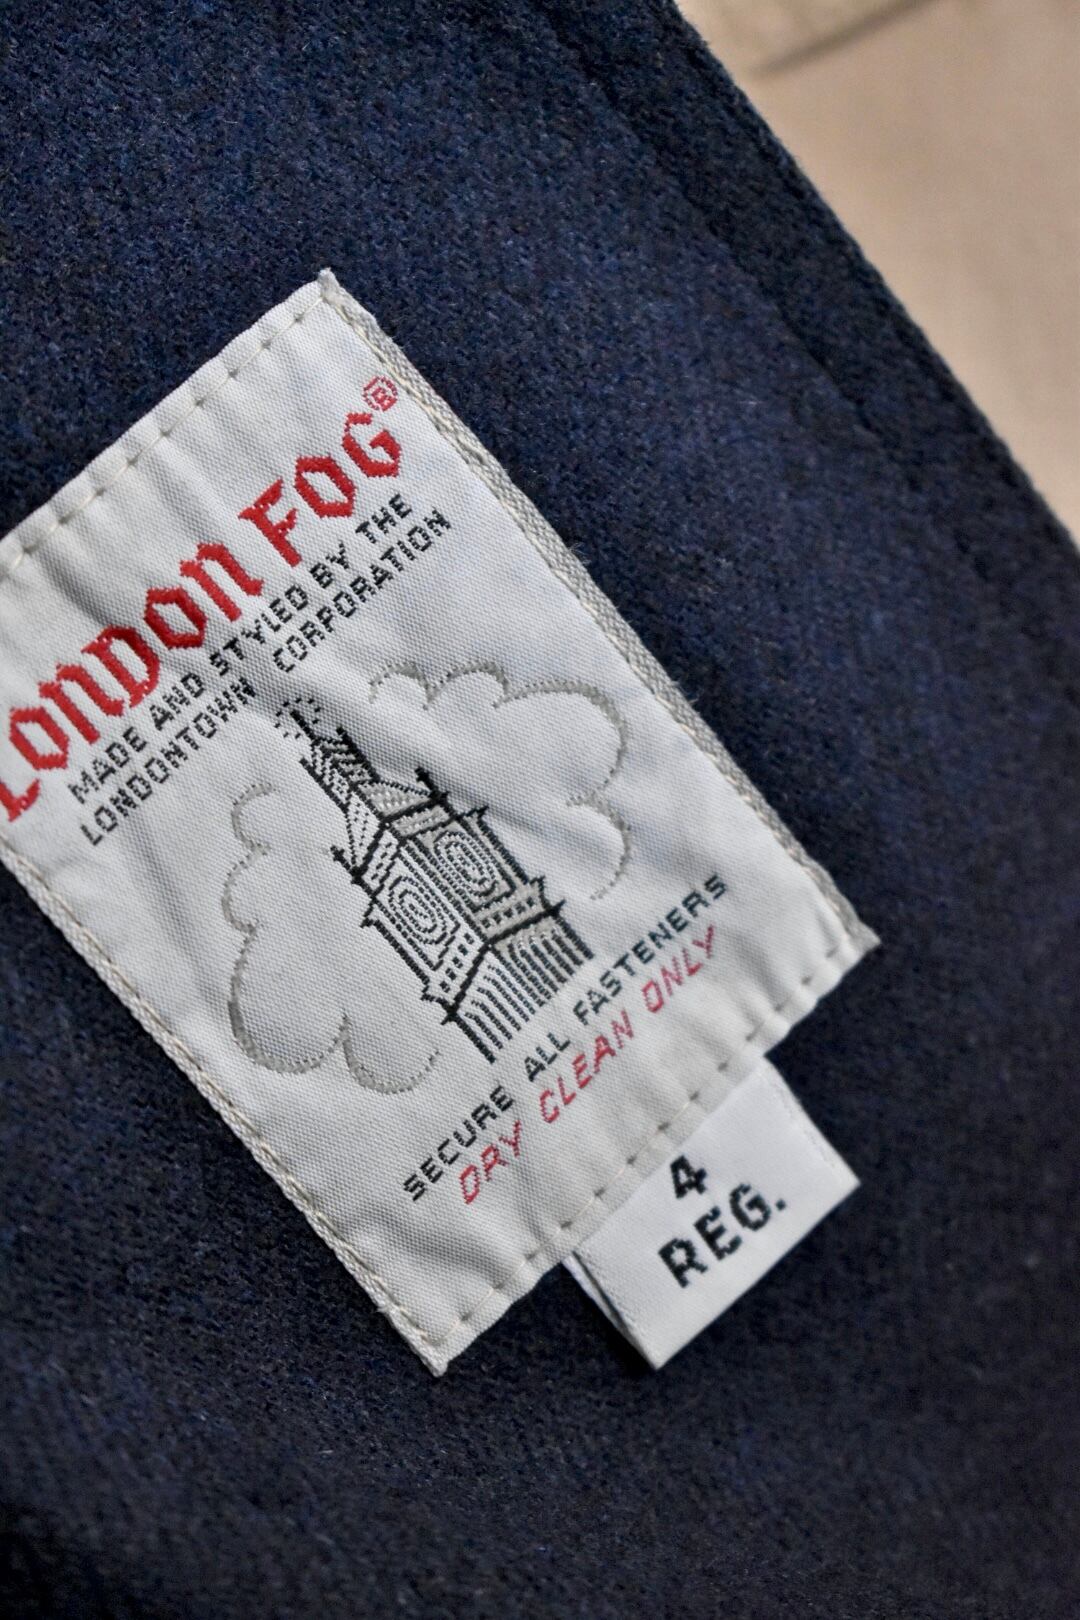 LONDON FOG®
MADE AND STYLED BY THE
LONDONTOWN CORPORATION
SECURE ALL FASTENERS
DRY CLEAN ONLY
4
REG.